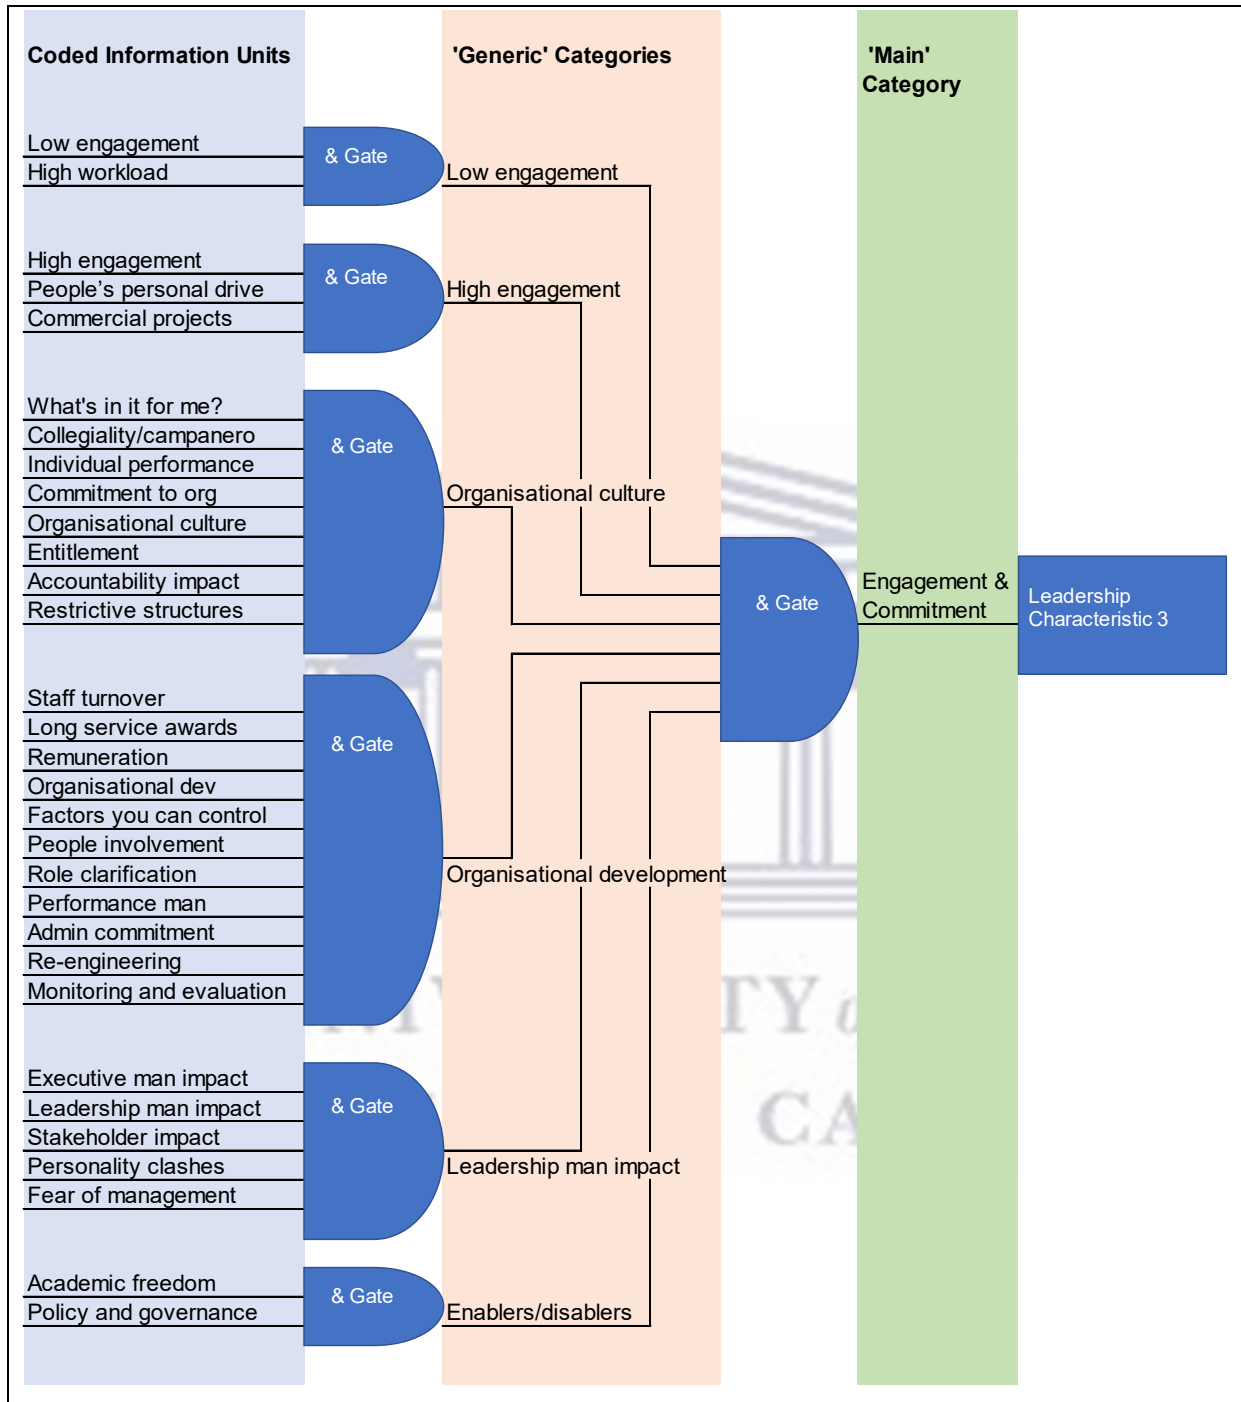 Coded Information Units
'Generic' Categories
'Main'
Category
Low engagement
High workload
& Gate
Low engagement
High engagement
People’s personal drive
Commercial projects
& Gate
High engagement
What's in it for me?
Collegiality/campanero
Individual performance
Commitment to org
Organisational culture
Entitlement
Accountability impact
Restrictive structures
& Gate
Organisational culture
Staff turnover
Long service awards
Remuneration
Organisational dev
Factors you can control
People involvement
Role clarification
Performance man
Admin commitment
Re-engineering
Monitoring and evaluation
& Gate
Organisational development
Executive man impact
Leadership man impact
Stakeholder impact
Personality clashes
Fear of management
& Gate
Leadership man impact
Academic freedom
Policy and governance
& Gate
Enablers/disablers
& Gate
Engagement &
Commitment
Leadership
Characteristic 3